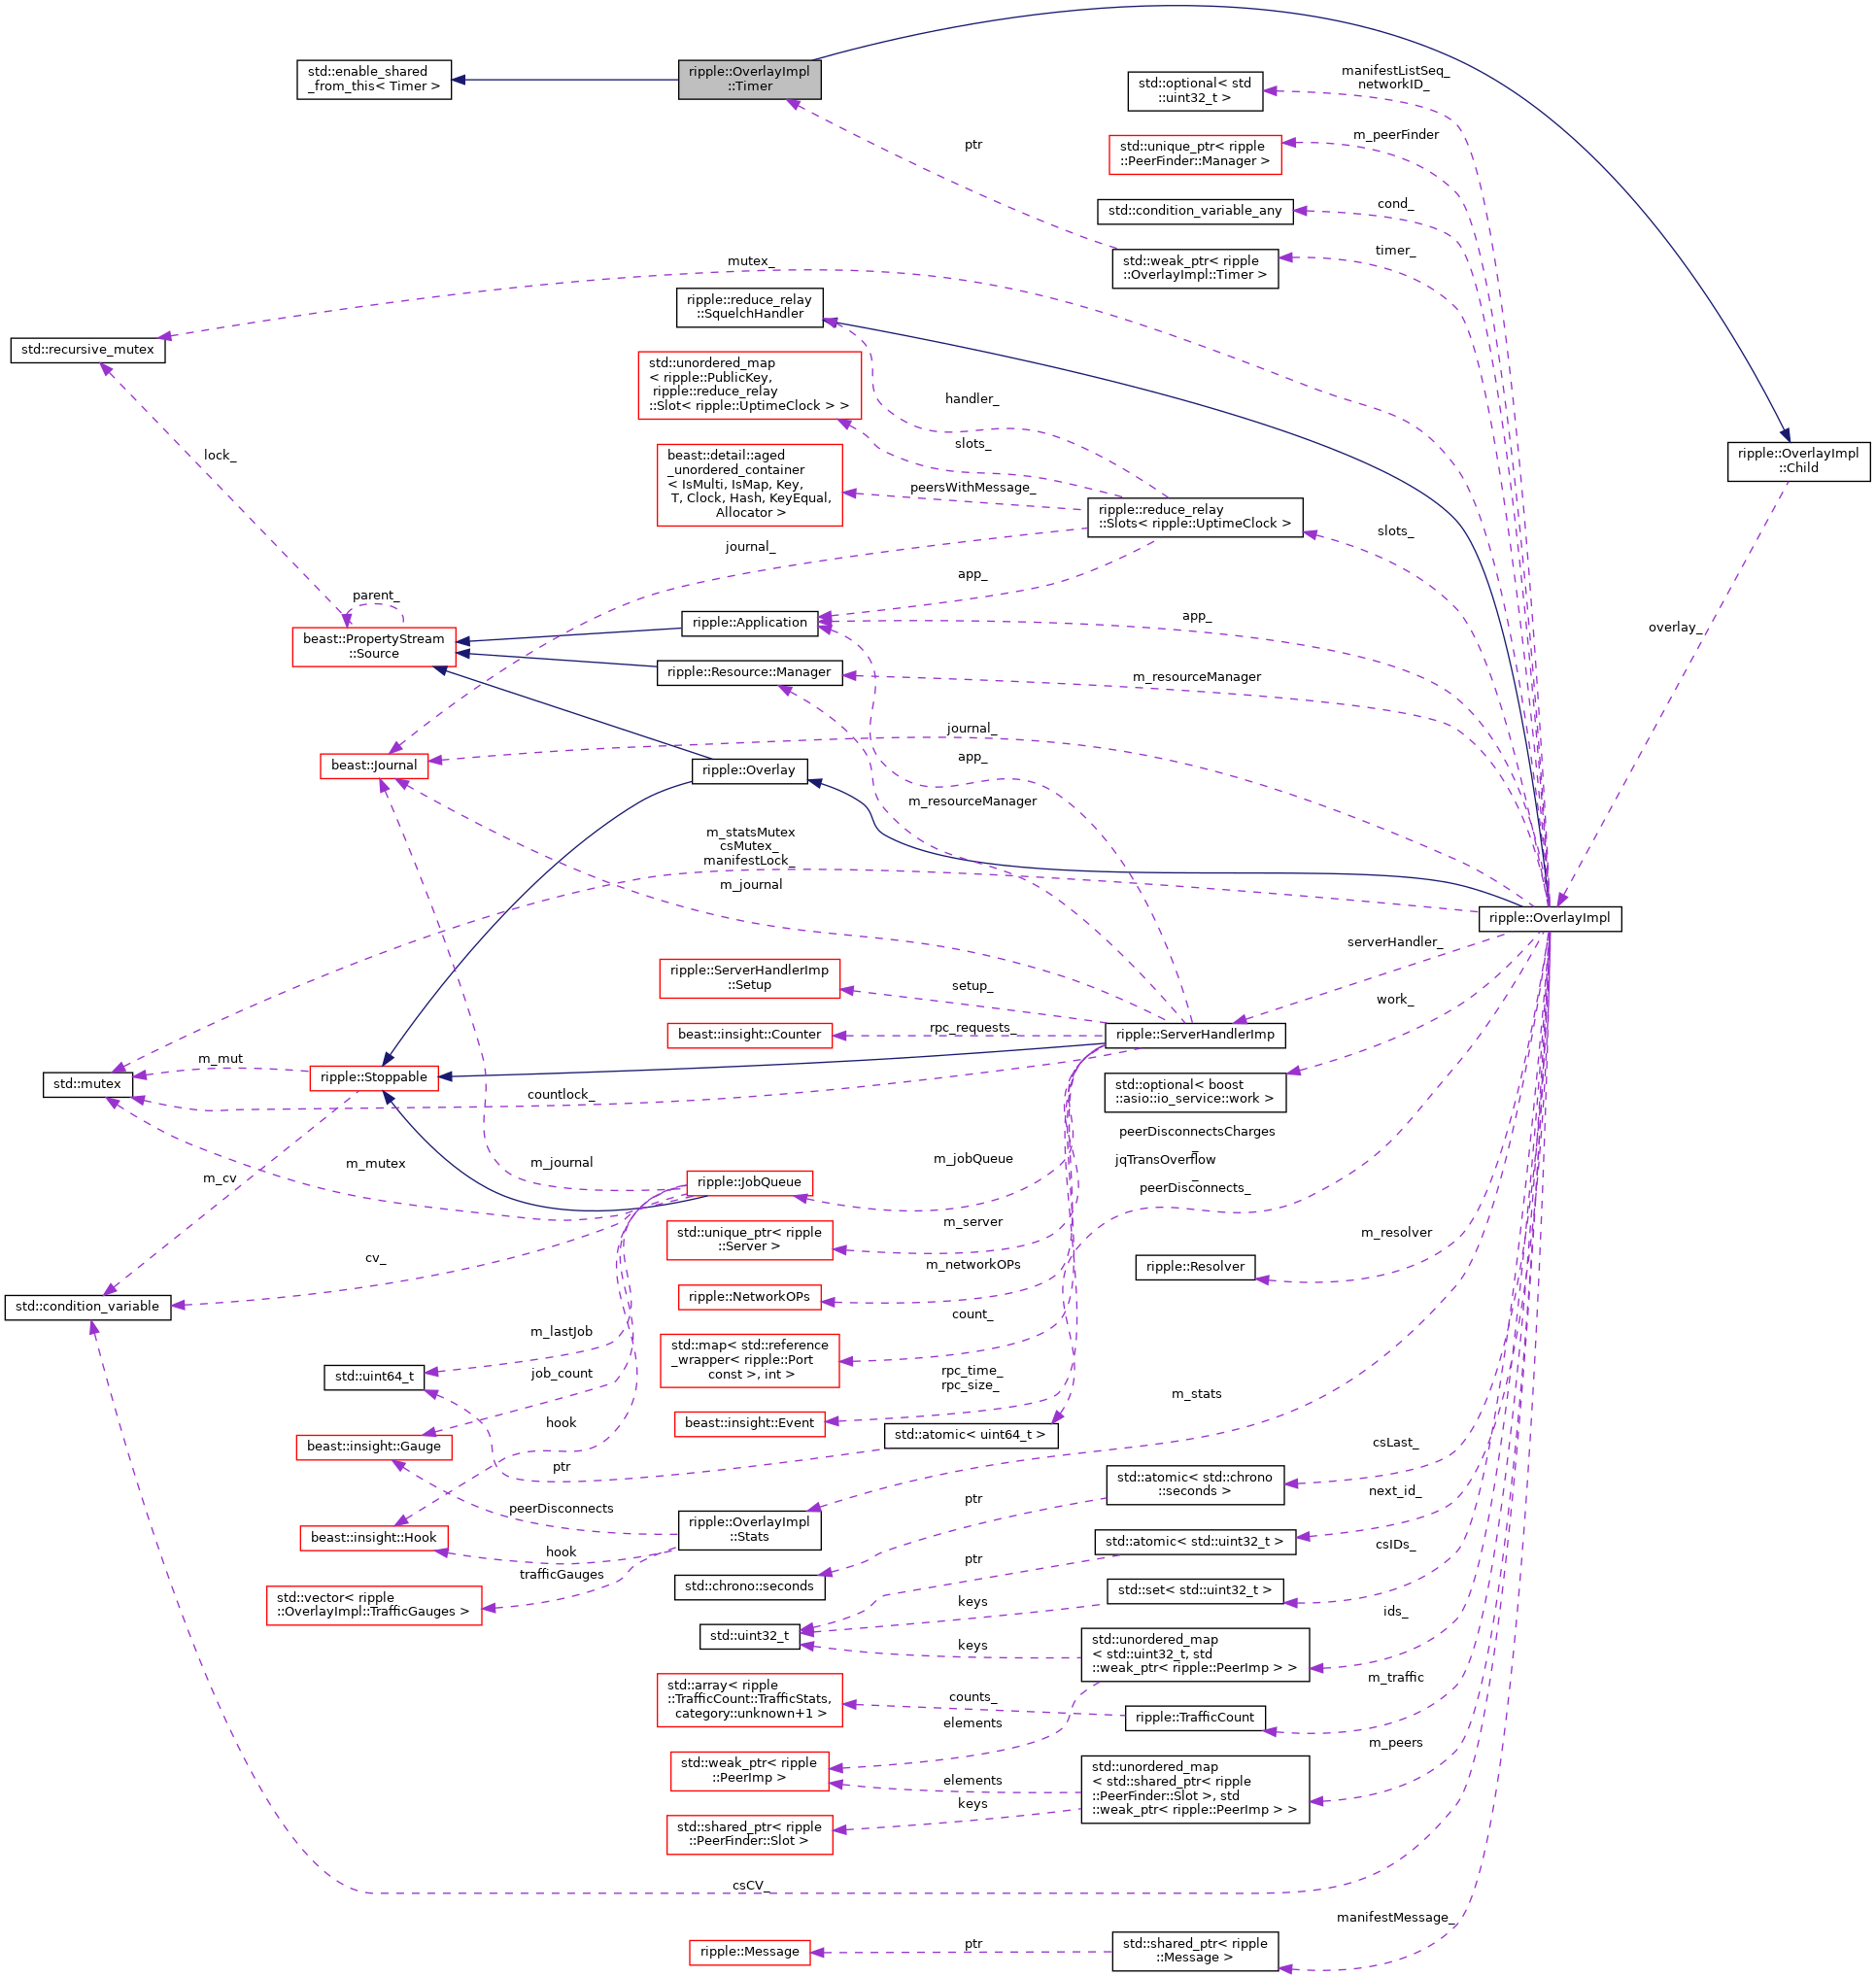 ripple::OverlayImpl
::Timer
std::enable_shared
_from_this< Timer >
std::optional< std
::uint32_t >
manifestListSeq_
networkID_
std::unique_ptr< ripple
::PeerFinder::Manager >
m_peerFinder
ptr
std::condition_variable_any
cond_
std::weak_ptr< ripple
::OverlayImpl::Timer >
timer_
mutex_
ripple::reduce_relay
::SquelchHandler
std::recursive_mutex
std::unordered_map
< ripple::PublicKey,
ripple::reduce_relay
::Slot< ripple::UptimeClock > >
handler_
slots_
lock_
beast::detail::aged
_unordered_container
< IsMulti, IsMap, Key,
T, Clock, Hash, KeyEqual,
Allocator >
peersWithMessage_
ripple::OverlayImpl
::Child
ripple::reduce_relay
::Slots< ripple::UptimeClock >
slots_
journal_
app_
parent_
beast::PropertyStream
::Source
ripple::Application
app_
overlay_
ripple::Resource::Manager
m_resourceManager
journal_
beast::Journal
ripple::Overlay
app_
m_resourceManager
m_statsMutex
csMutex_
manifestLock_
m_journal
ripple::OverlayImpl
serverHandler_
ripple::ServerHandlerImp
::Setup
setup_
work_
beast::insight::Counter
rpc_requests_
ripple::ServerHandlerImp
m_mut
ripple::Stoppable
std::mutex
countlock_
std::optional< boost
::asio::io_service::work >
peerDisconnectsCharges
_
jqTransOverflow
_
peerDisconnects_
m_cv
m_mutex
m_journal
m_jobQueue
ripple::JobQueue
std::unique_ptr< ripple
::Server >
m_server
m_resolver
cv_
m_networkOPs
ripple::Resolver
ripple::NetworkOPs
std::condition_variable
count_
m_lastJob
std::map< std::reference
_wrapper< ripple::Port
const >, int >
std::uint64_t
job_count
rpc_time_
rpc_size_
m_stats
hook
beast::insight::Event
std::atomic< uint64_t >
beast::insight::Gauge
ptr
csLast_
std::atomic< std::chrono
::seconds >
ptr
next_id_
peerDisconnects
ripple::OverlayImpl
::Stats
beast::insight::Hook
hook
std::atomic< std::uint32_t >
csIDs_
trafficGauges
ptr
std::chrono::seconds
std::set< std::uint32_t >
std::vector< ripple
::OverlayImpl::TrafficGauges >
keys
ids_
std::uint32_t
keys
std::unordered_map
< std::uint32_t, std
::weak_ptr< ripple::PeerImp > >
m_traffic
std::array< ripple
::TrafficCount::TrafficStats,
category::unknown+1 >
counts_
ripple::TrafficCount
elements
m_peers
std::weak_ptr< ripple
::PeerImp >
elements
std::unordered_map
< std::shared_ptr< ripple
::PeerFinder::Slot >, std
::weak_ptr< ripple::PeerImp > >
keys
std::shared_ptr< ripple
::PeerFinder::Slot >
csCV_
manifestMessage_
ripple::Message
ptr
std::shared_ptr< ripple
::Message >